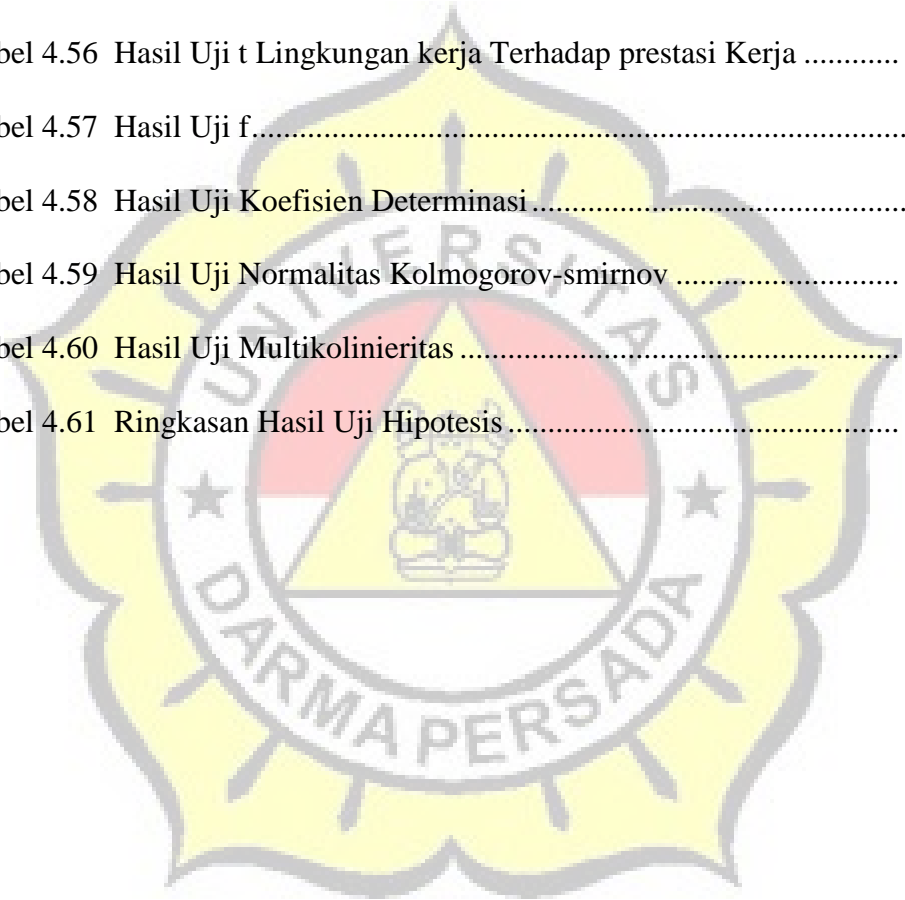 bel 4.56 Hasil Uji t Lingkungan kerja Terhadap prestasi Kerja ............
bel 4.57 Hasil Uji f...................................................................................
bel 4.58 Hasil Uji Koefisien Determinasi...............................................
bel 4.59 Hasil Uji Normalitas Kolmogorov-smirnov ............................
bel 4.60 Hasil Uji Multikolinieritas .......................................................
bel 4.61 Ringkasan Hasil Uji Hipotesis.................................................
UNIVERSITAS
DARMA PERSADA